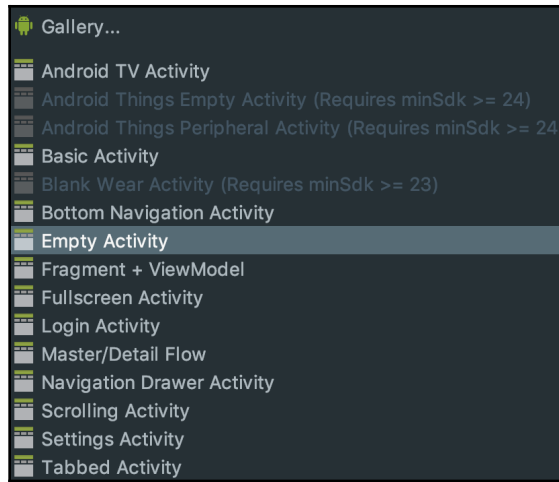 Gallery...
Android TV Activity
Android Things Empty Activity (Requires minSdk >= 24)
Android Things Peripheral Activity (Requires minSdk >= 24
Basic Activity
Blank Wear Activity (Requires minSdk >= 23)
Bottom Navigation Activity
Empty Activity
Fragment + ViewModel
Fullscreen Activity
Login Activity
Master/Detail Flow
Navigation Drawer Activity
Scrolling Activity
Settings Activity
Tabbed Activity